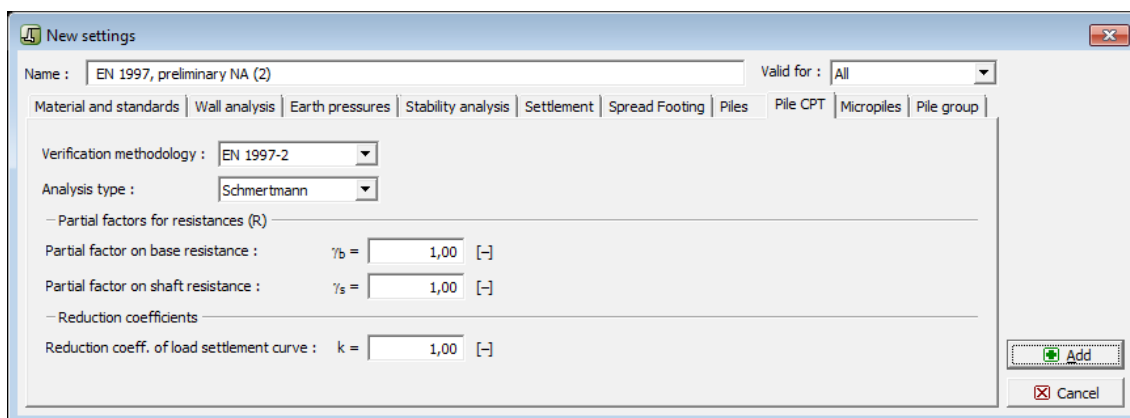 New settings
Name : EN 1997, preliminary NA (2) Valid for : All
Material and standards Wall analysis Earth pressures Stability analysis Settlement Spread Footing Piles Pile CPT Micropiles Pile group
Verification methodology : EN 1997-2
Analysis type : Schmertmann
Partial factors for resistances (R)
Partial factor on base resistance : γb = 1,00 [–]
Partial factor on shaft resistance : γs = 1,00 [–]
Reduction coefficients
Reduction coeff. of load settlement curve : k = 1,00 [–]
Add
Cancel